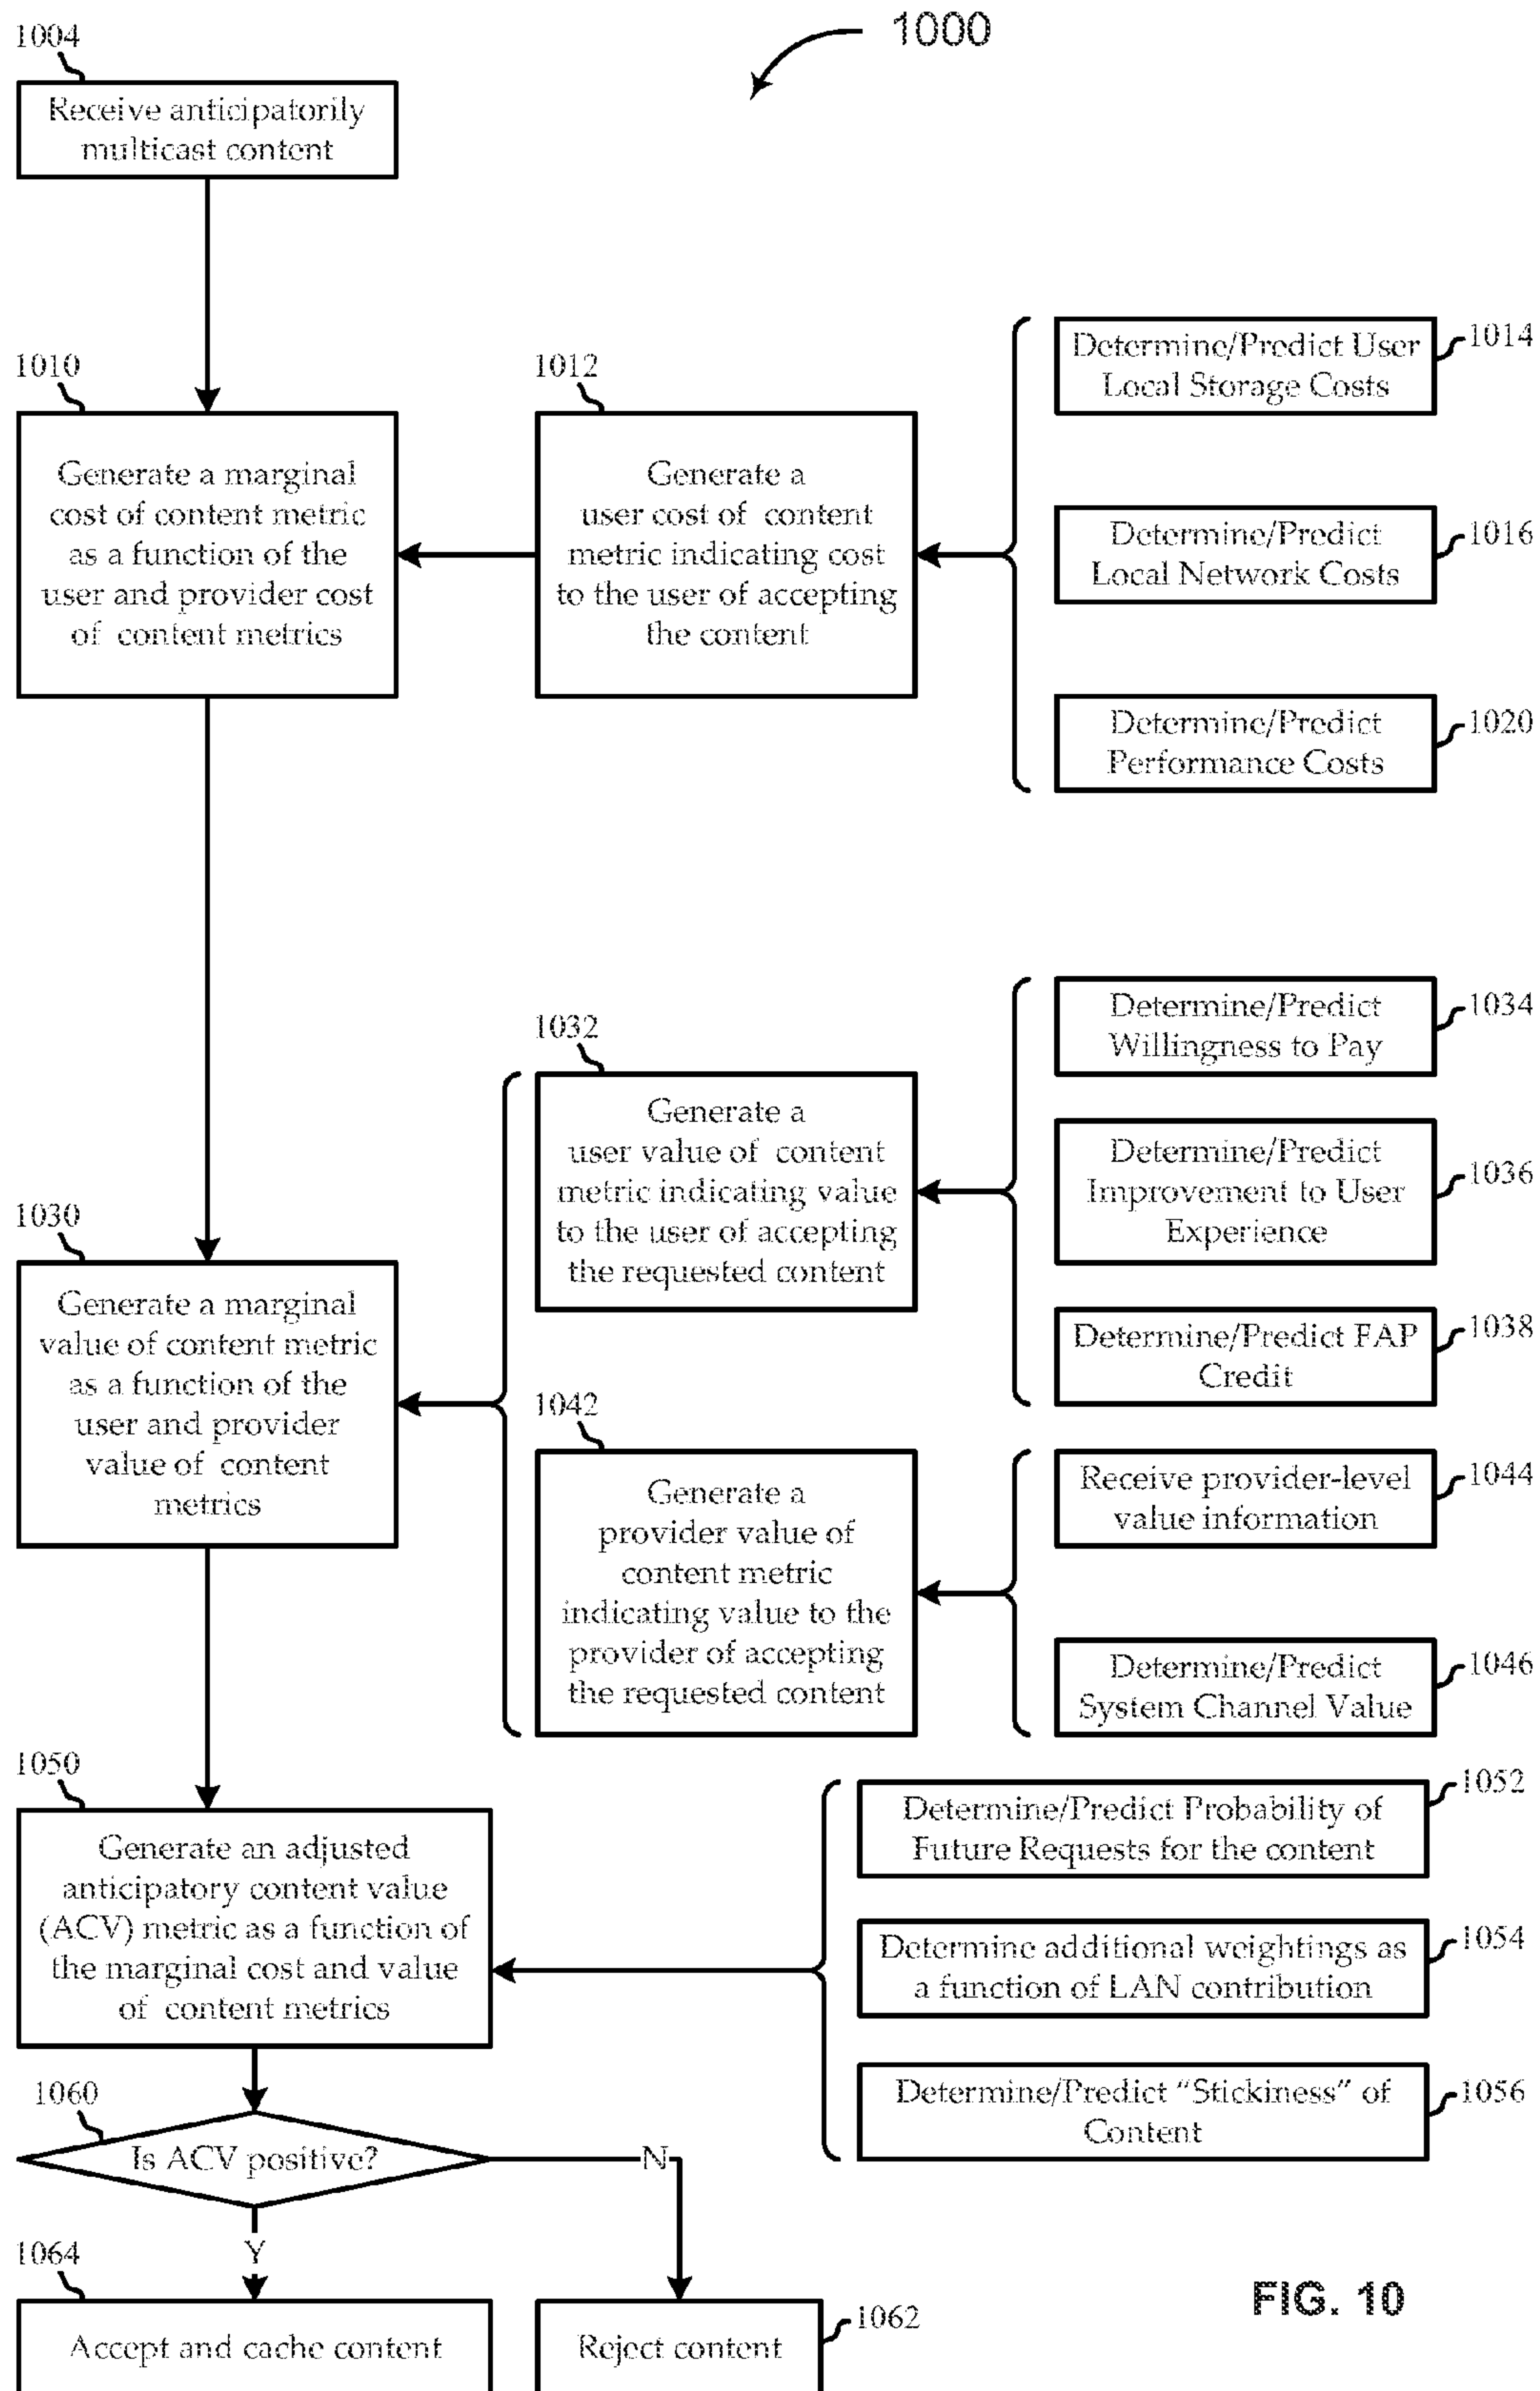 1000
1004
Receive anticipatorily
multicast content
1010
Generate a marginal
cost of content metric
as a function of the
user and provider cost
of content metrics
1012
Generate a
user cost of content
metric indicating cost
to the user of accepting
the content
Determine/Predict User
Local Storage Costs
1014
Determine/Predict
Local Network Costs
1016
Determine/Predict
Performance Costs
1020
1030
Generate a marginal
value of content metric
as a function of the
user and provider
value of content
metrics
1032
Generate a
user value of content
metric indicating value
to the user of accepting
the requested content
Determine/Predict
Willingness to Pay
1034
Determine/Predict
Improvement to User
Experience
1036
Determine/Predict FAP
Credit
1038
1042
Generate a
provider value of
content metric
indicating value to the
provider of accepting
the requested content
Receive provider-level
value information
1044
Determine/Predict
System Channel Value
1046
1050
Generate an adjusted
anticipatory content value
(ACV) metric as a function of
the marginal cost and value
of content metrics
Determine/Predict Probability of
Future Requests for the content
1052
Determine additional weightings as
a function of LAN contribution
1054
Determine/Predict “Stickiness” of
Content
1056
1060
Is ACV positive?
N
Y
1064
Accept and cache content
Reject content
1062
FIG. 10